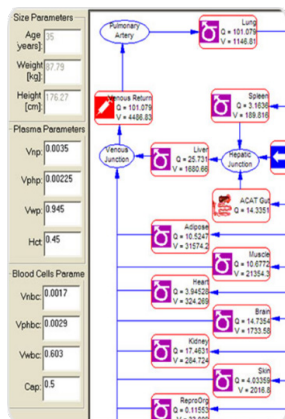 Size Parameters
Age
years]:
35
Weight
[kg]:
87.79
Height
[cm]:
176.27
Plasma Parameters
Vnp:
0.0035
Vphp:
0.00225
Vwp:
0.945
Hct:
0.45
Blood Cells Parame
Vnbc:
0.0017
Vphbc:
0.0029
Vwbc:
0.603
Cap:
0.5
Pulmonary
Artery
Lung
Q = 101.079
V = 1146.81
Venous Return
Q = 101.079
V = 4486.83
Spleen
Q = 3.1636
V = 189.516
Venous
Junction
Liver
Q = 25.731
V = 1680.66
Hepatic
Junction
ACAT Gut
Q = 14.3351
Adipose
Q = 10.5247
V = 31574.2
Muscle
Q = 10.6772
V = 21354.3
Heart
Q = 3.94528
V = 324.269
Brain
Q = 14.7354
V = 1733.58
Kidney
Q = 17.4631
V = 284.724
Skin
Q = 4.03359
V = 2016.8
ReproOrg
Q = 0.11553